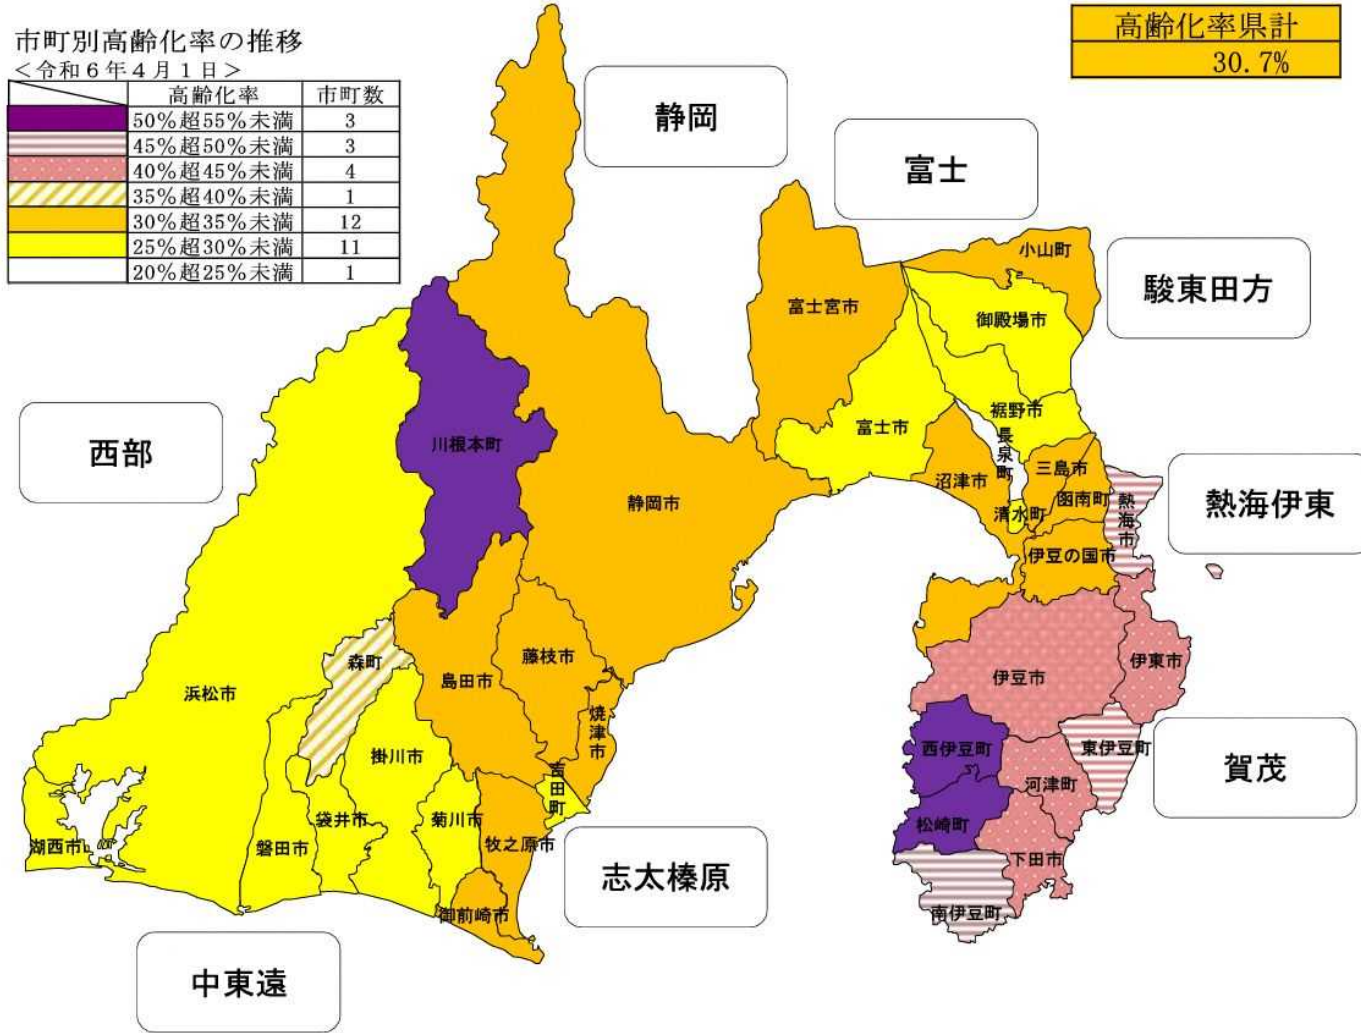 市町別高齢化率の推移
＜令和６年４月１日＞
高齢化率 市町数
50%超55%未満 3
45%超50%未満 3
40%超45%未満 4
35%超40%未満 1
30%超35%未満 12
25%超30%未満 11
20%超25%未満 1
高齢化率県計
30.7%
静岡
富士
駿東田方
西部
熱海伊東
賀茂
志太榛原
中東遠
小山町
富士宮市
御殿場市
裾野市
富士市
長泉町
川根本町
三島市
沼津市
函南町
静岡市
清水町
熱海市
伊豆の国市
藤枝市
森町
島田市
伊東市
伊豆市
浜松市
焼津市
掛川市
西伊豆町
東伊豆町
吉田町
河津町
袋井市
菊川市
松崎町
牧之原市
湖西市
磐田市
下田市
御前崎市
南伊豆町